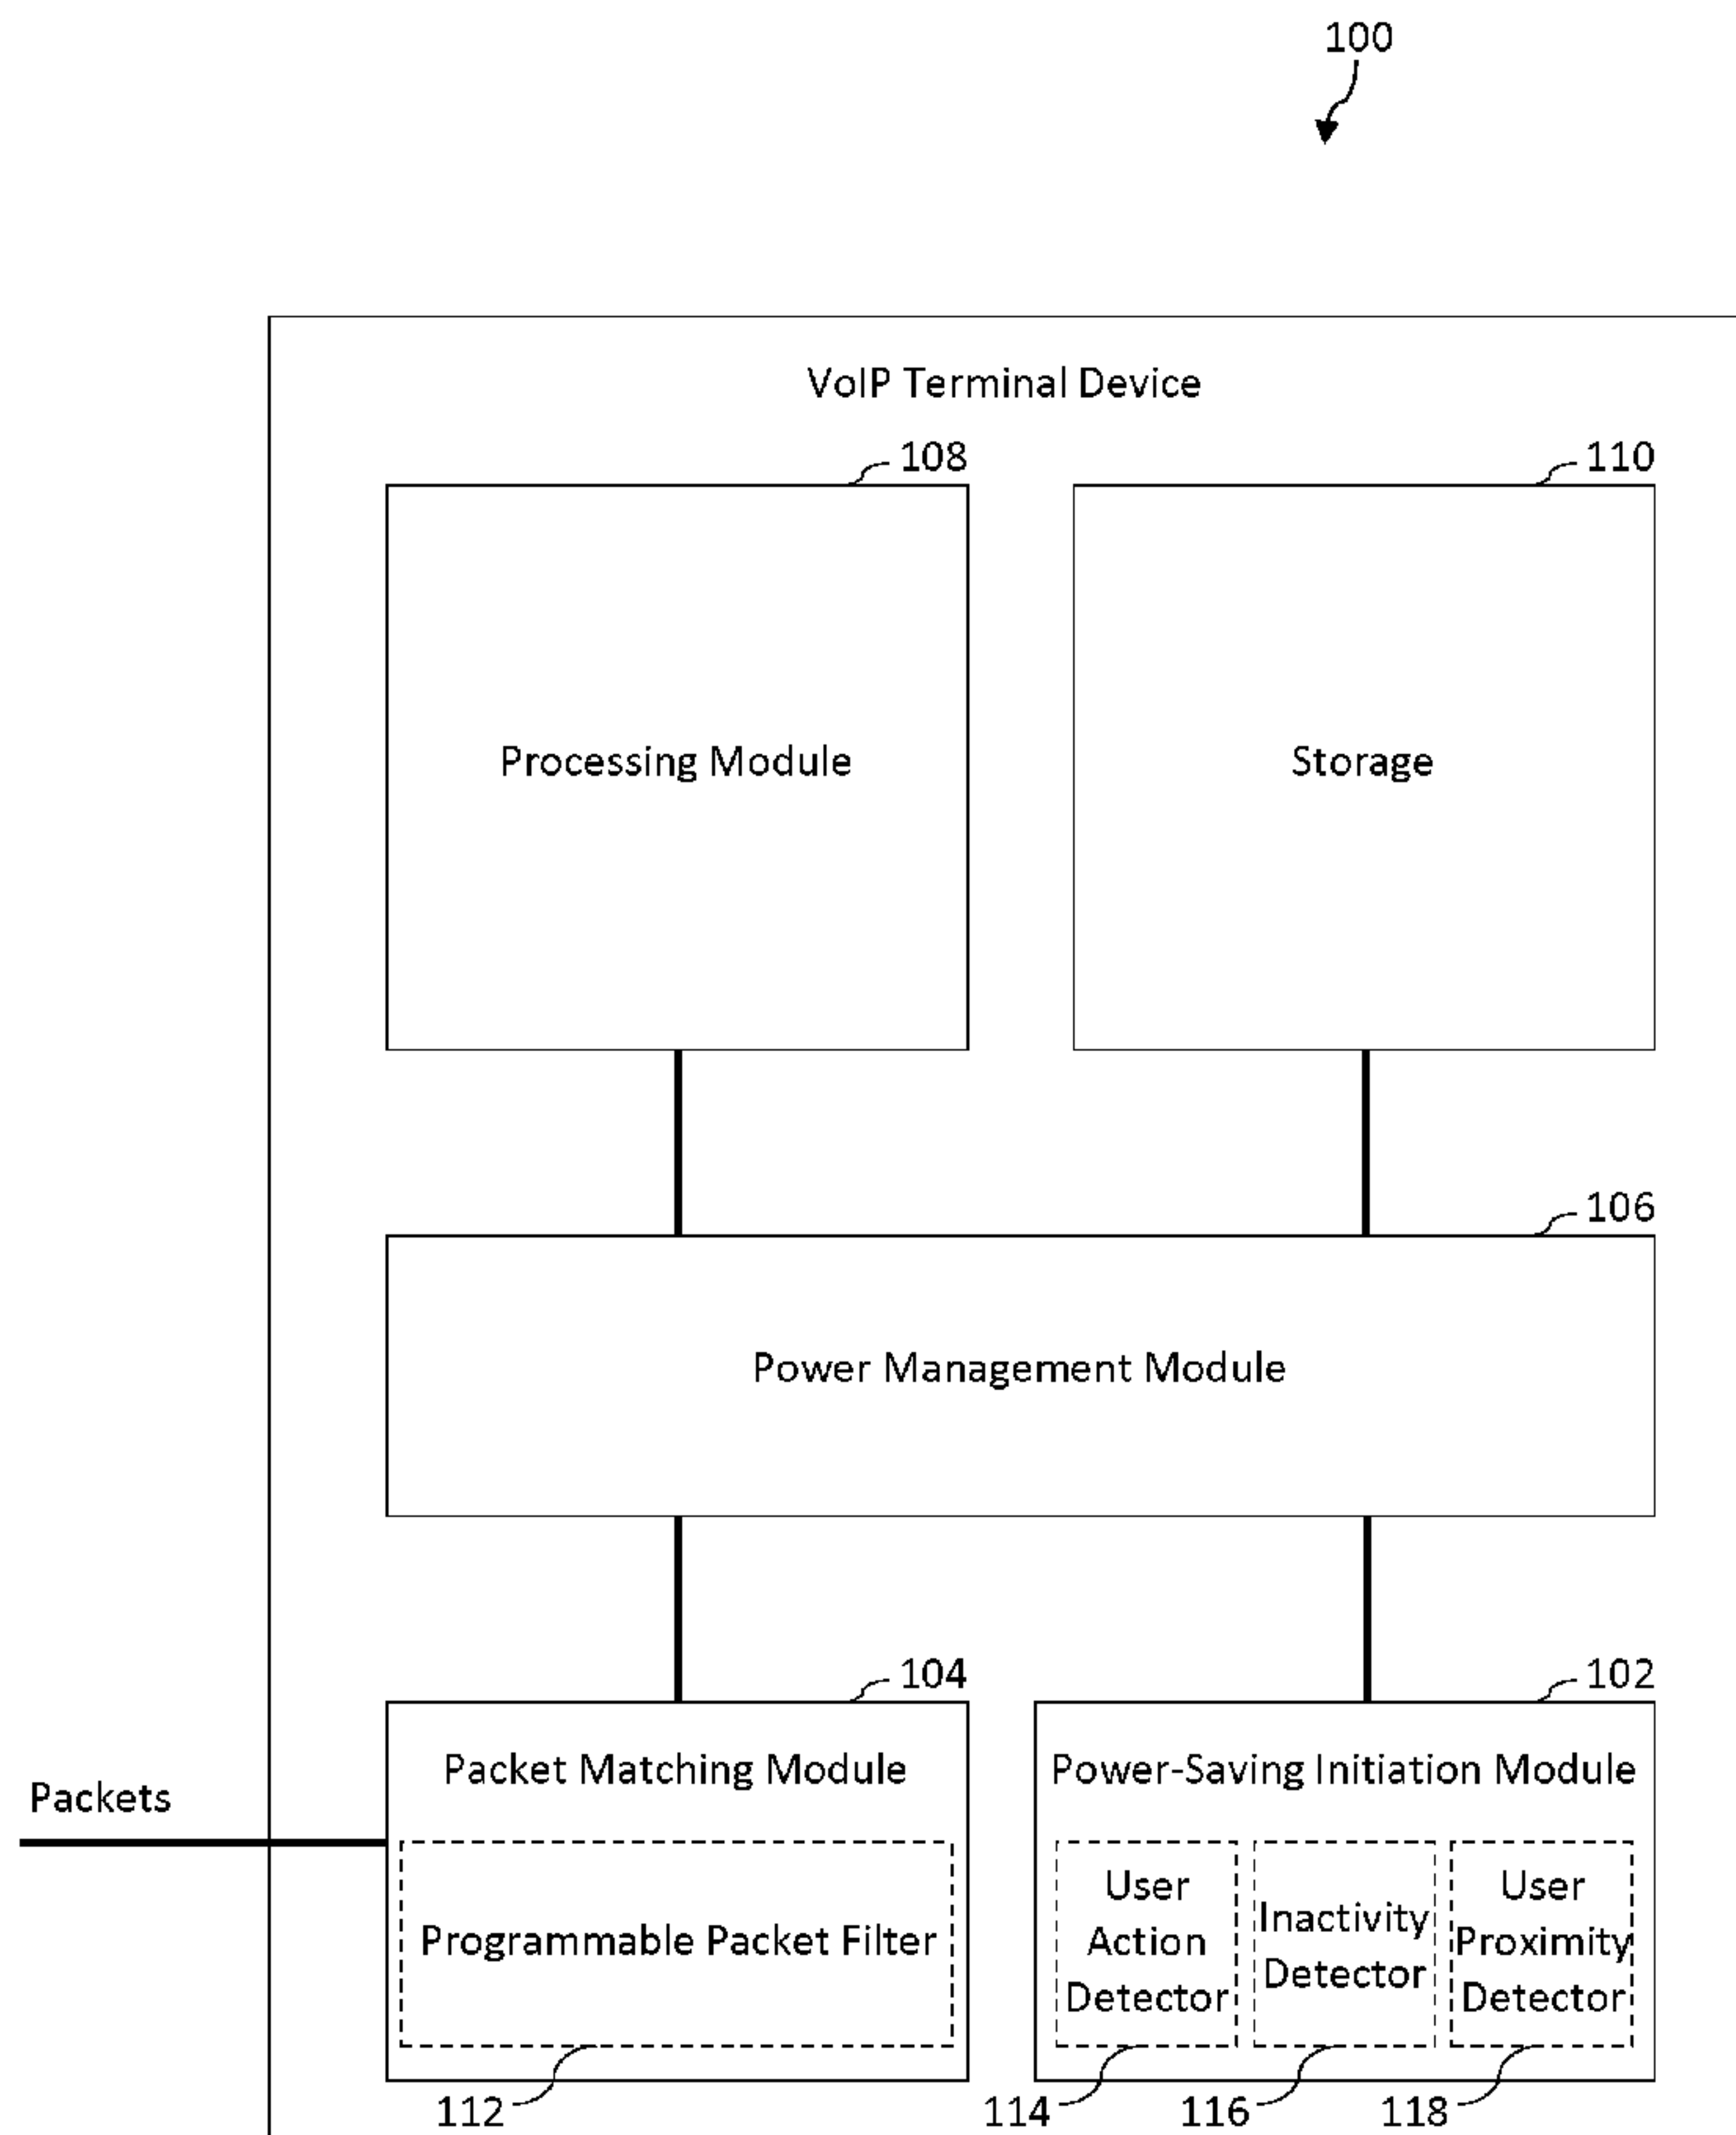 100
VoIP Terminal Device
108
110
Processing Module
Storage
106
Power Management Module
104
102
Packet Matching Module
Power-Saving Initiation Module
Packets
Programmable Packet Filter
User
Action
Detector
Inactivity
Detector
User
Proximity
Detector
112
114
116
118